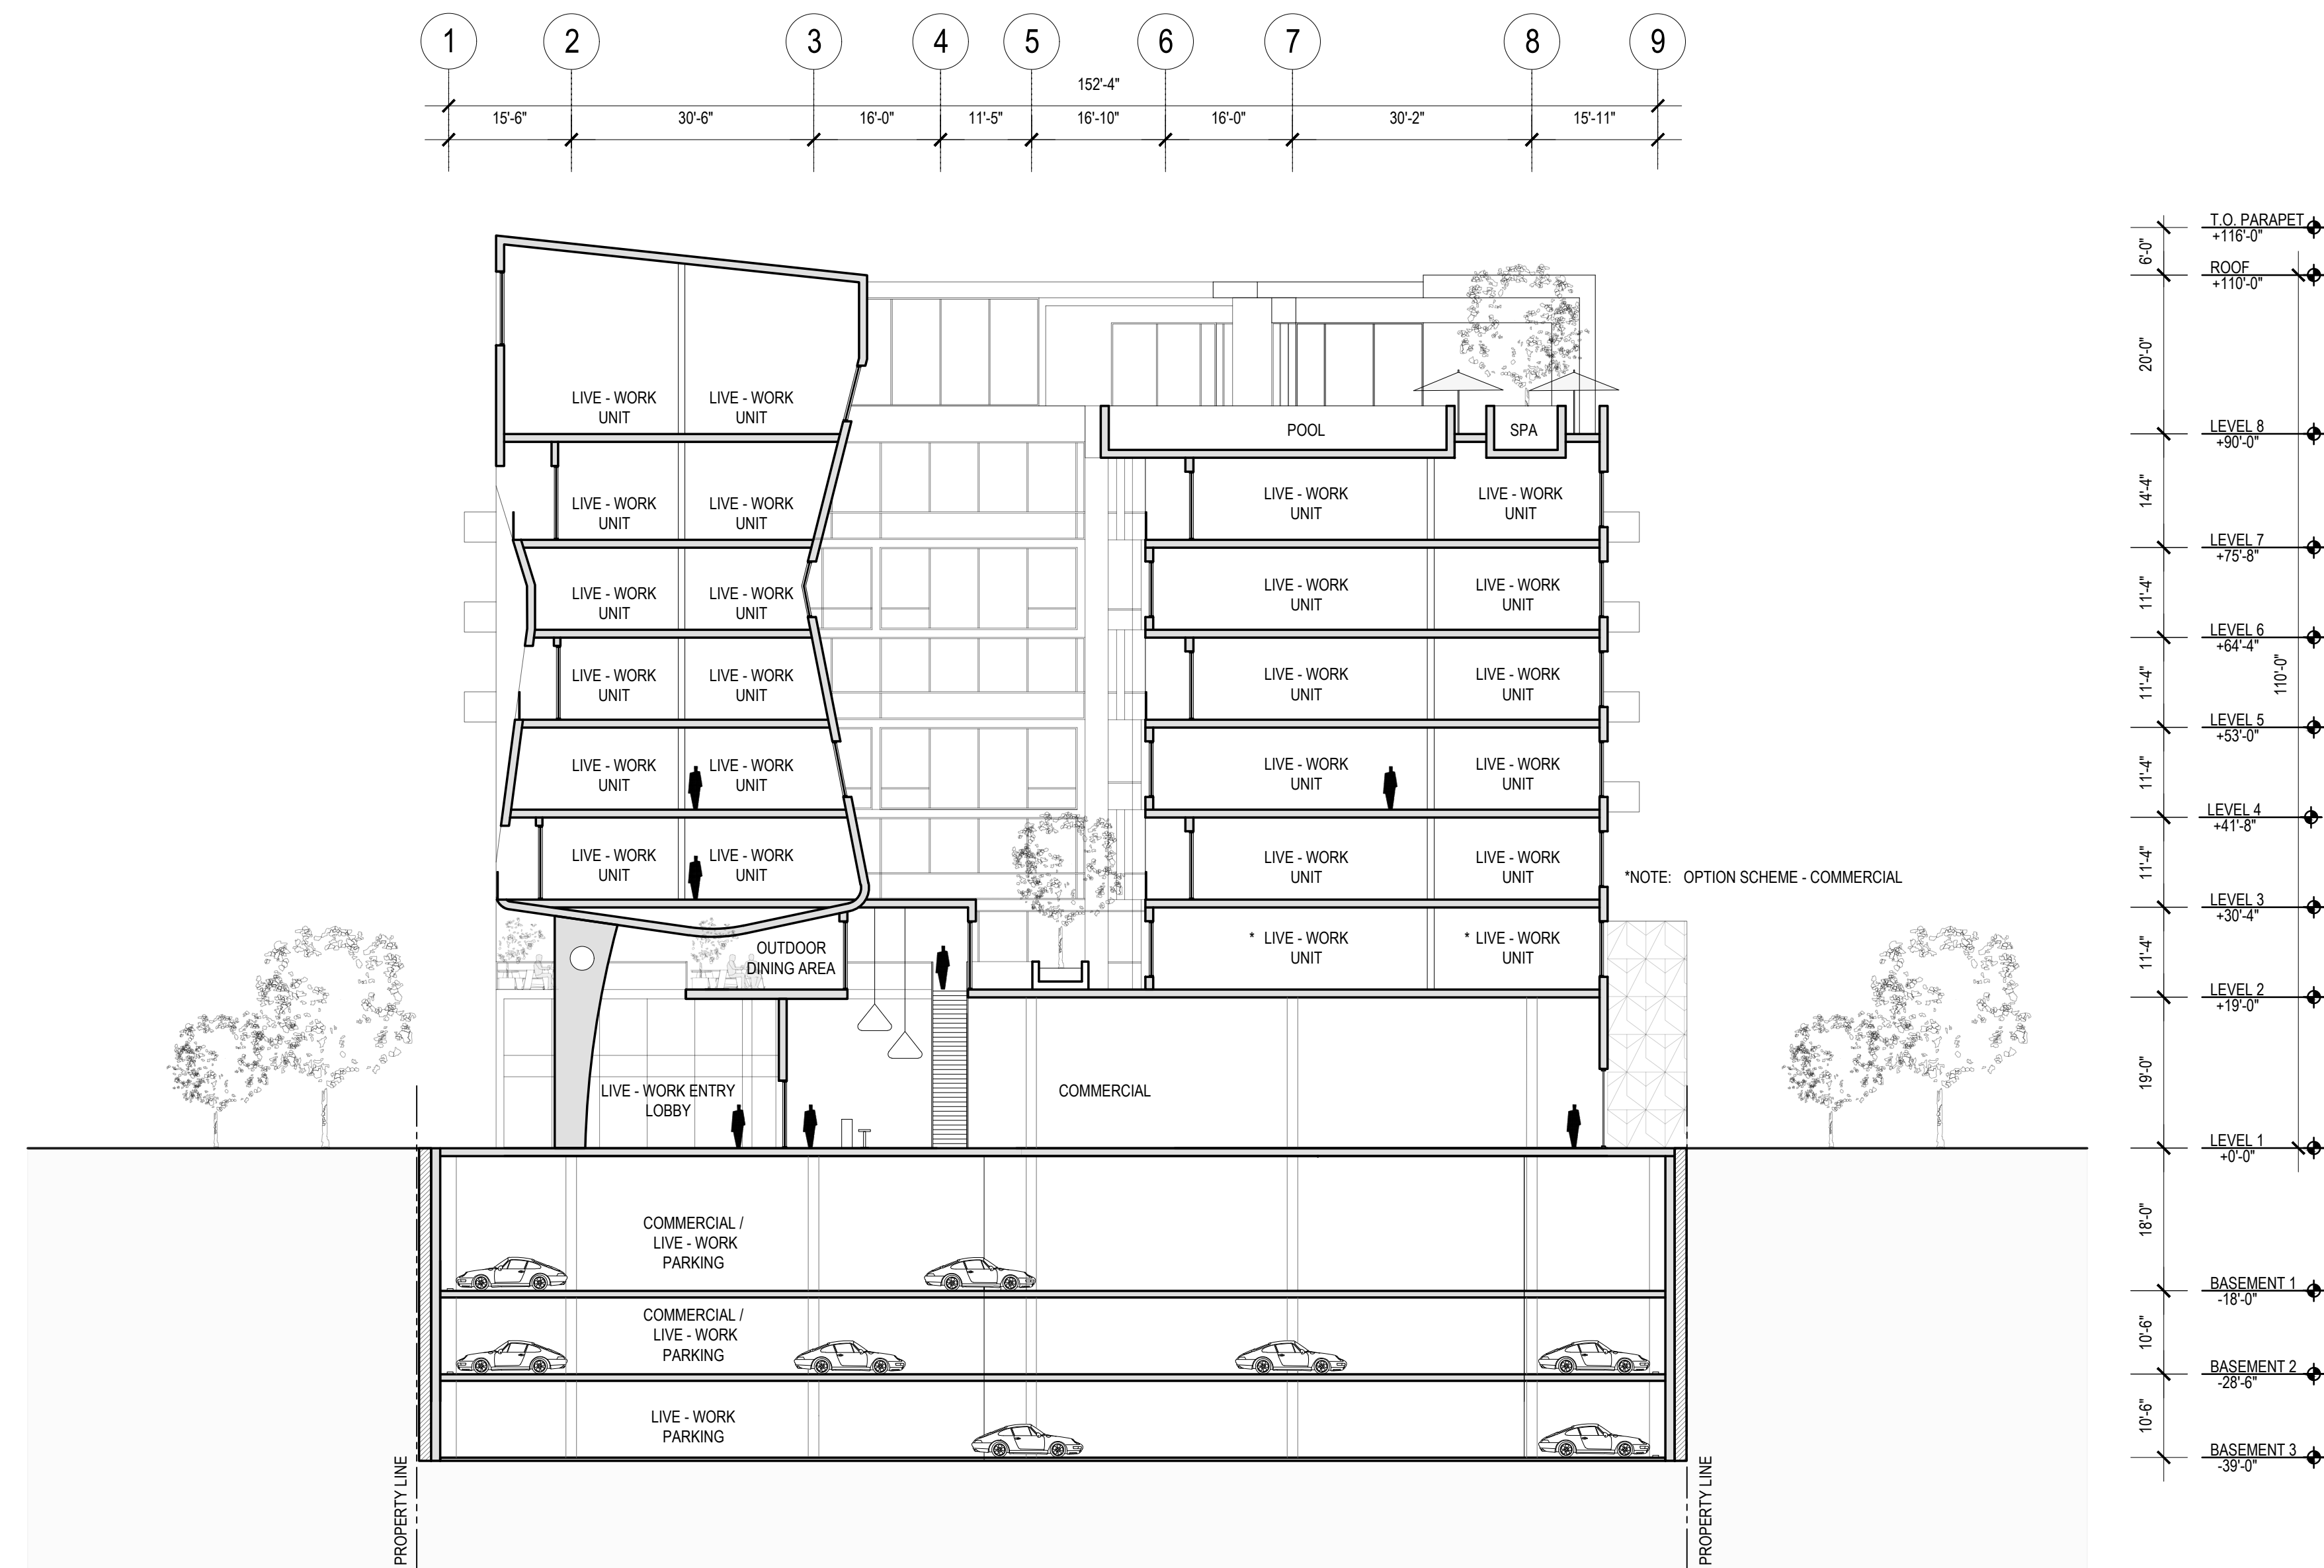 1 2 3 4 5 6 7 8 9
152'-4"
15'-6" 30'-6" 16'-0" 11'-5" 16'-10" 16'-0" 30'-2" 15'-11"
T.O. PARAPET
+116'-0"
6'-0"
ROOF
+110'-0"
20'-0"
LIVE - WORK
UNIT
LIVE - WORK
UNIT
POOL
SPA
LEVEL 8
+90'-0"
14'-4"
LIVE - WORK
UNIT
LIVE - WORK
UNIT
LIVE - WORK
UNIT
LIVE - WORK
UNIT
LEVEL 7
+75'-8"
11'-4"
LIVE - WORK
UNIT
LIVE - WORK
UNIT
LIVE - WORK
UNIT
LIVE - WORK
UNIT
LEVEL 6
+64'-4"
11'-4"
110'-0"
LIVE - WORK
UNIT
LIVE - WORK
UNIT
LIVE - WORK
UNIT
LIVE - WORK
UNIT
LEVEL 5
+53'-0"
11'-4"
LIVE - WORK
UNIT
LIVE - WORK
UNIT
LIVE - WORK
UNIT
LIVE - WORK
UNIT
LEVEL 4
+41'-8"
11'-4"
LIVE - WORK
UNIT
LIVE - WORK
UNIT
LIVE - WORK
UNIT
LIVE - WORK
UNIT
*NOTE: OPTION SCHEME - COMMERCIAL
LEVEL 3
+30'-4"
11'-4"
OUTDOOR
DINING AREA
* LIVE - WORK
UNIT
* LIVE - WORK
UNIT
LEVEL 2
+19'-0"
19'-0"
LIVE - WORK ENTRY
LOBBY
COMMERCIAL
LEVEL 1
+0'-0"
18'-0"
COMMERCIAL /
LIVE - WORK
PARKING
BASEMENT 1
-18'-0"
10'-6"
COMMERCIAL /
LIVE - WORK
PARKING
BASEMENT 2
-28'-6"
10'-6"
LIVE - WORK
PARKING
BASEMENT 3
-39'-0"
PROPERTY LINE
PROPERTY LINE